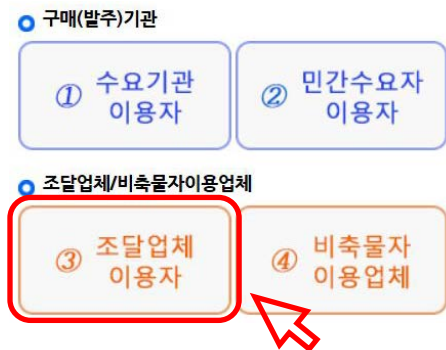 구매(발주)기관
① 수요기관
이용자
② 민간수요자
이용자
조달업체/비축물자이용업체
③ 조달업체
이용자
④ 비축물자
이용업체